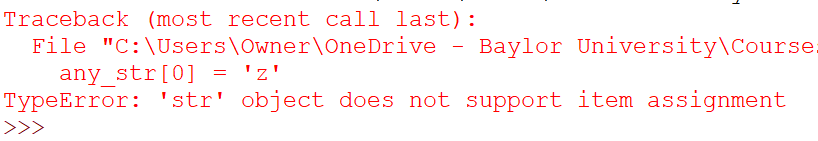 Traceback (most recent call last):
  File "C:\Users\Owner\OneDrive - Baylor University\Course
    any_str[0] = 'z'
TypeError: 'str' object does not support item assignment
>>>